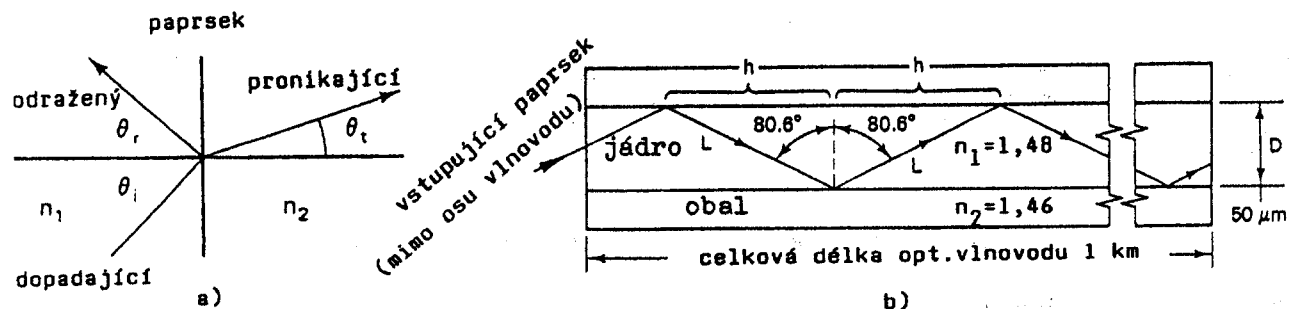 paprsek
odražený
pronikající
θr
θt
θi
n1
n2
dopadající
a)
vstupující paprsek
(mimo osu vlnovodu)
h h
80.6° 80.6°
jádro L L n1=1,48
D
obal n2=1,46
50 μm
celková délka opt.vlnovodu 1 km
b)